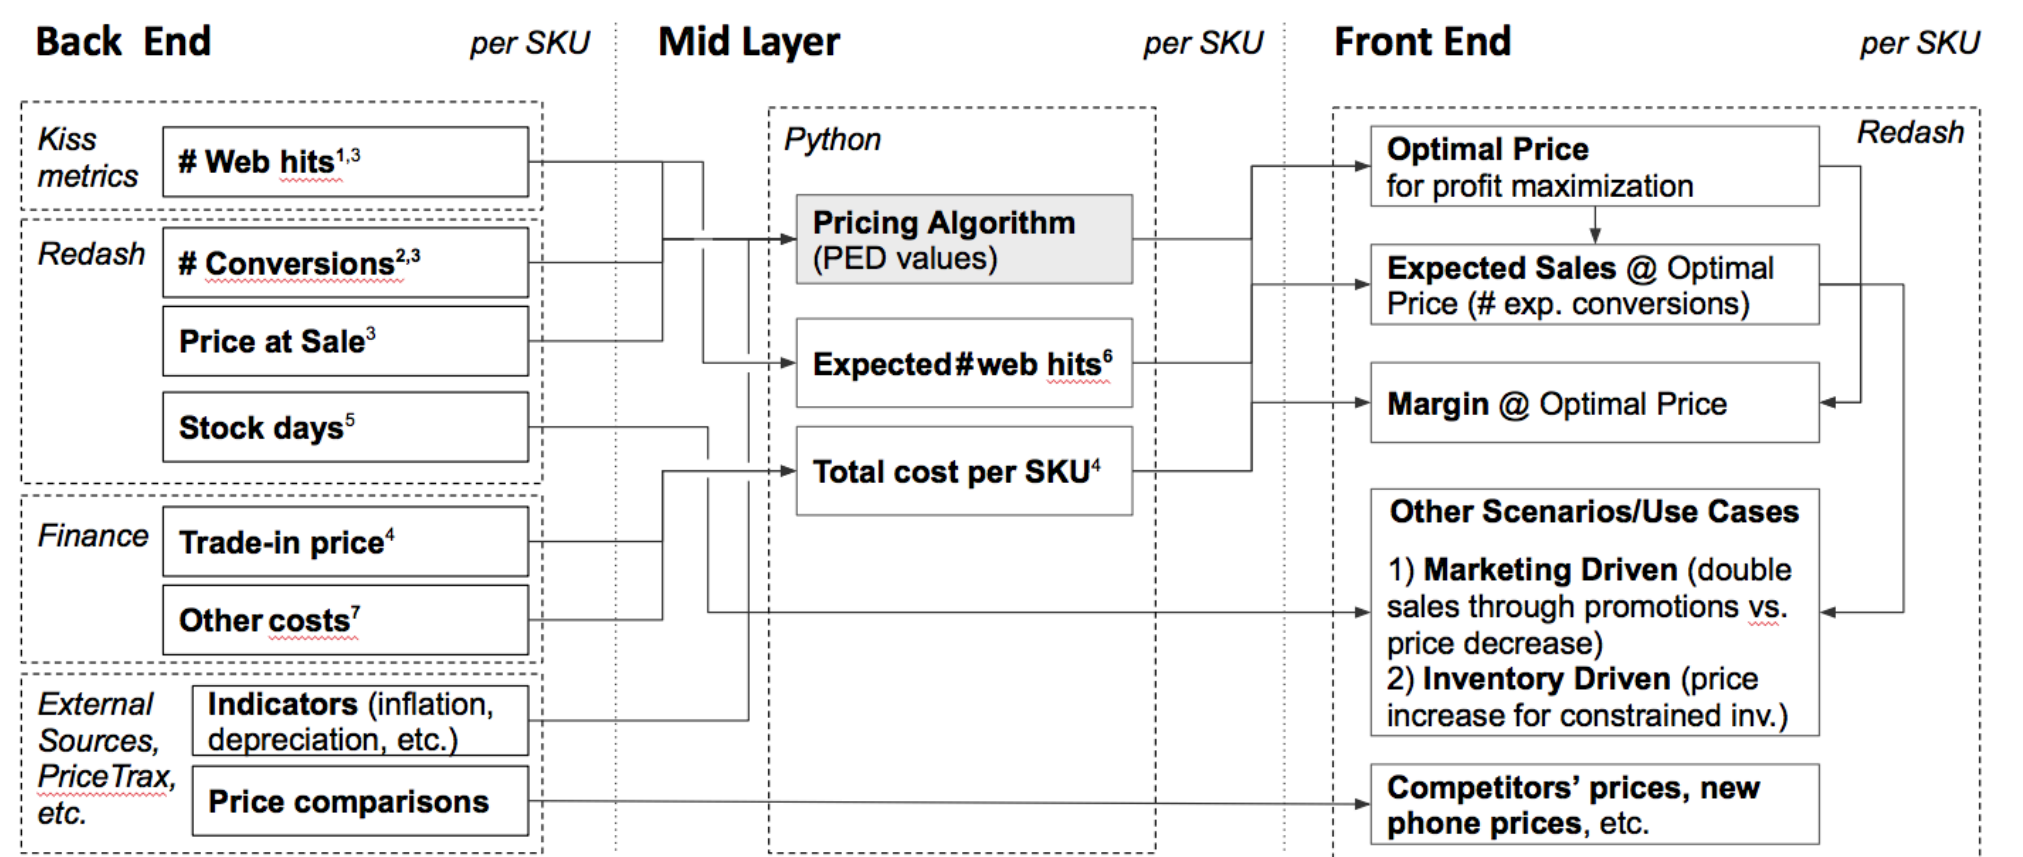 Back End per SKU
Mid Layer per SKU
Front End per SKU
Kiss
metrics
# Web hits1,3
Redash
# Conversions2,3
Price at Sale3
Stock days5
Finance
Trade-in price4
Other costs7
External
Sources,
PriceTrax,
etc.
Indicators (inflation,
depreciation, etc.)
Price comparisons
Python
Pricing Algorithm
(PED values)
Expected # web hits6
Total cost per SKU4
Redash
Optimal Price
for profit maximization
Expected Sales @ Optimal
Price (# exp. conversions)
Margin @ Optimal Price
Other Scenarios/Use Cases
1) Marketing Driven (double
sales through promotions vs.
price decrease)
2) Inventory Driven (price
increase for constrained inv.)
Competitors’ prices, new
phone prices, etc.